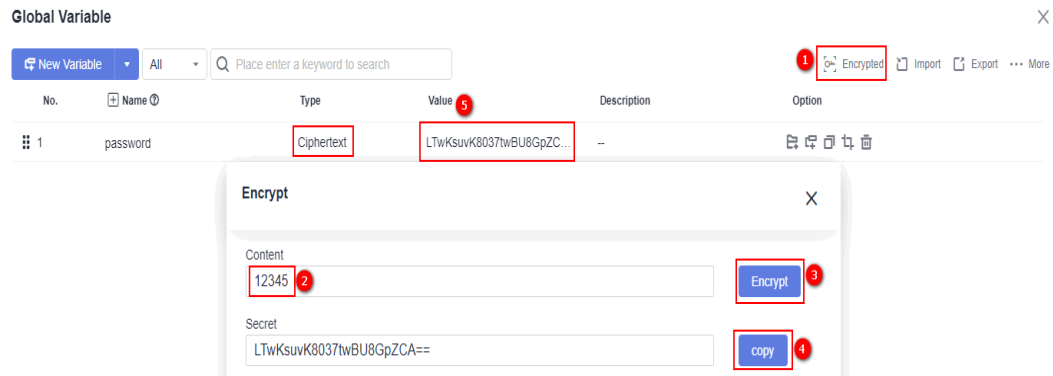 Global Variable
New Variable All Place enter a keyword to search 1 Encrypted Import Export More
No. Name Type Value 5 Description Option
1 password Ciphertext LTwKsuvK8037twBU8GpZC... --
Encrypt
Content
12345 2 Encrypt 3
Secret
LTwKsuvK8037twBU8GpZCA== copy 4